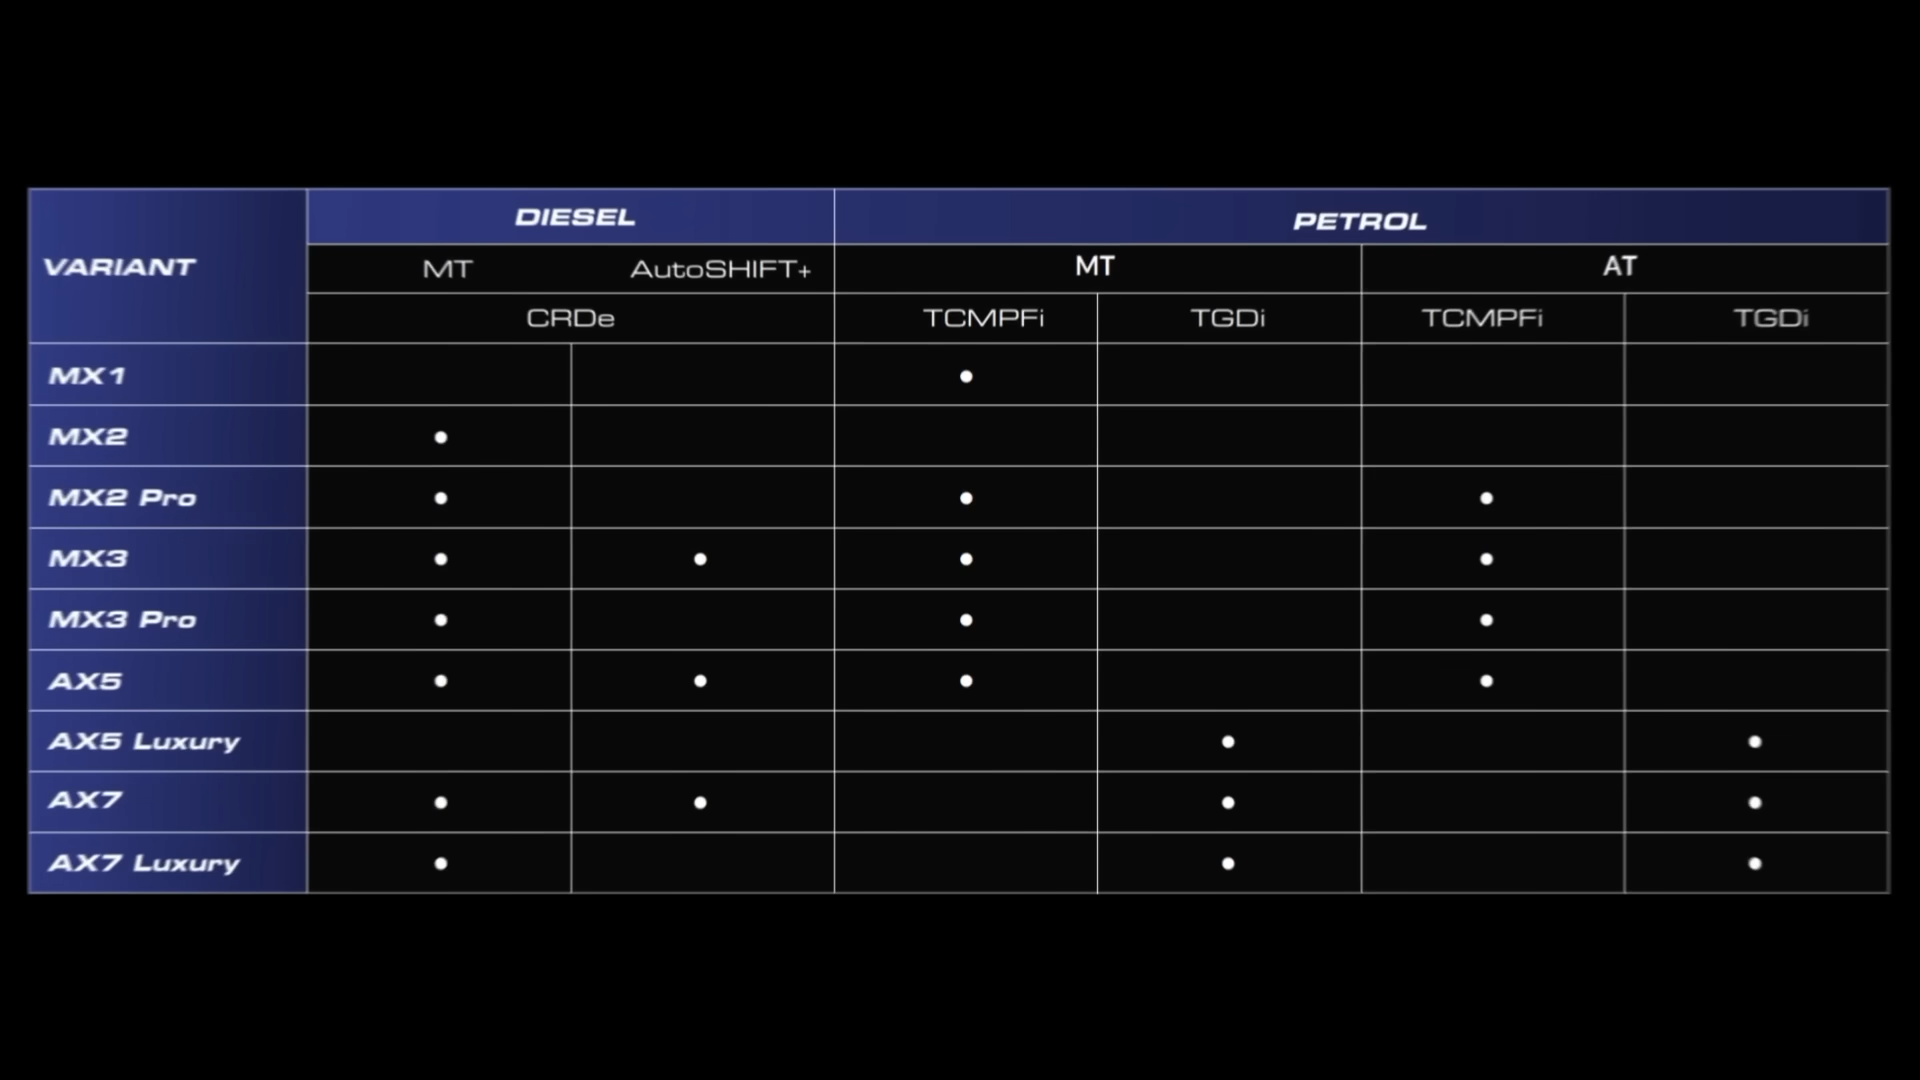 DIESEL
PETROL
VARIANT
MT AutoSHIFT+ MT AT
CRDe TCMPFi TGDi TCMPFi TGDi
MX1
MX2
MX2 Pro
MX3
MX3 Pro
AX5
AX5 Luxury
AX7
AX7 Luxury